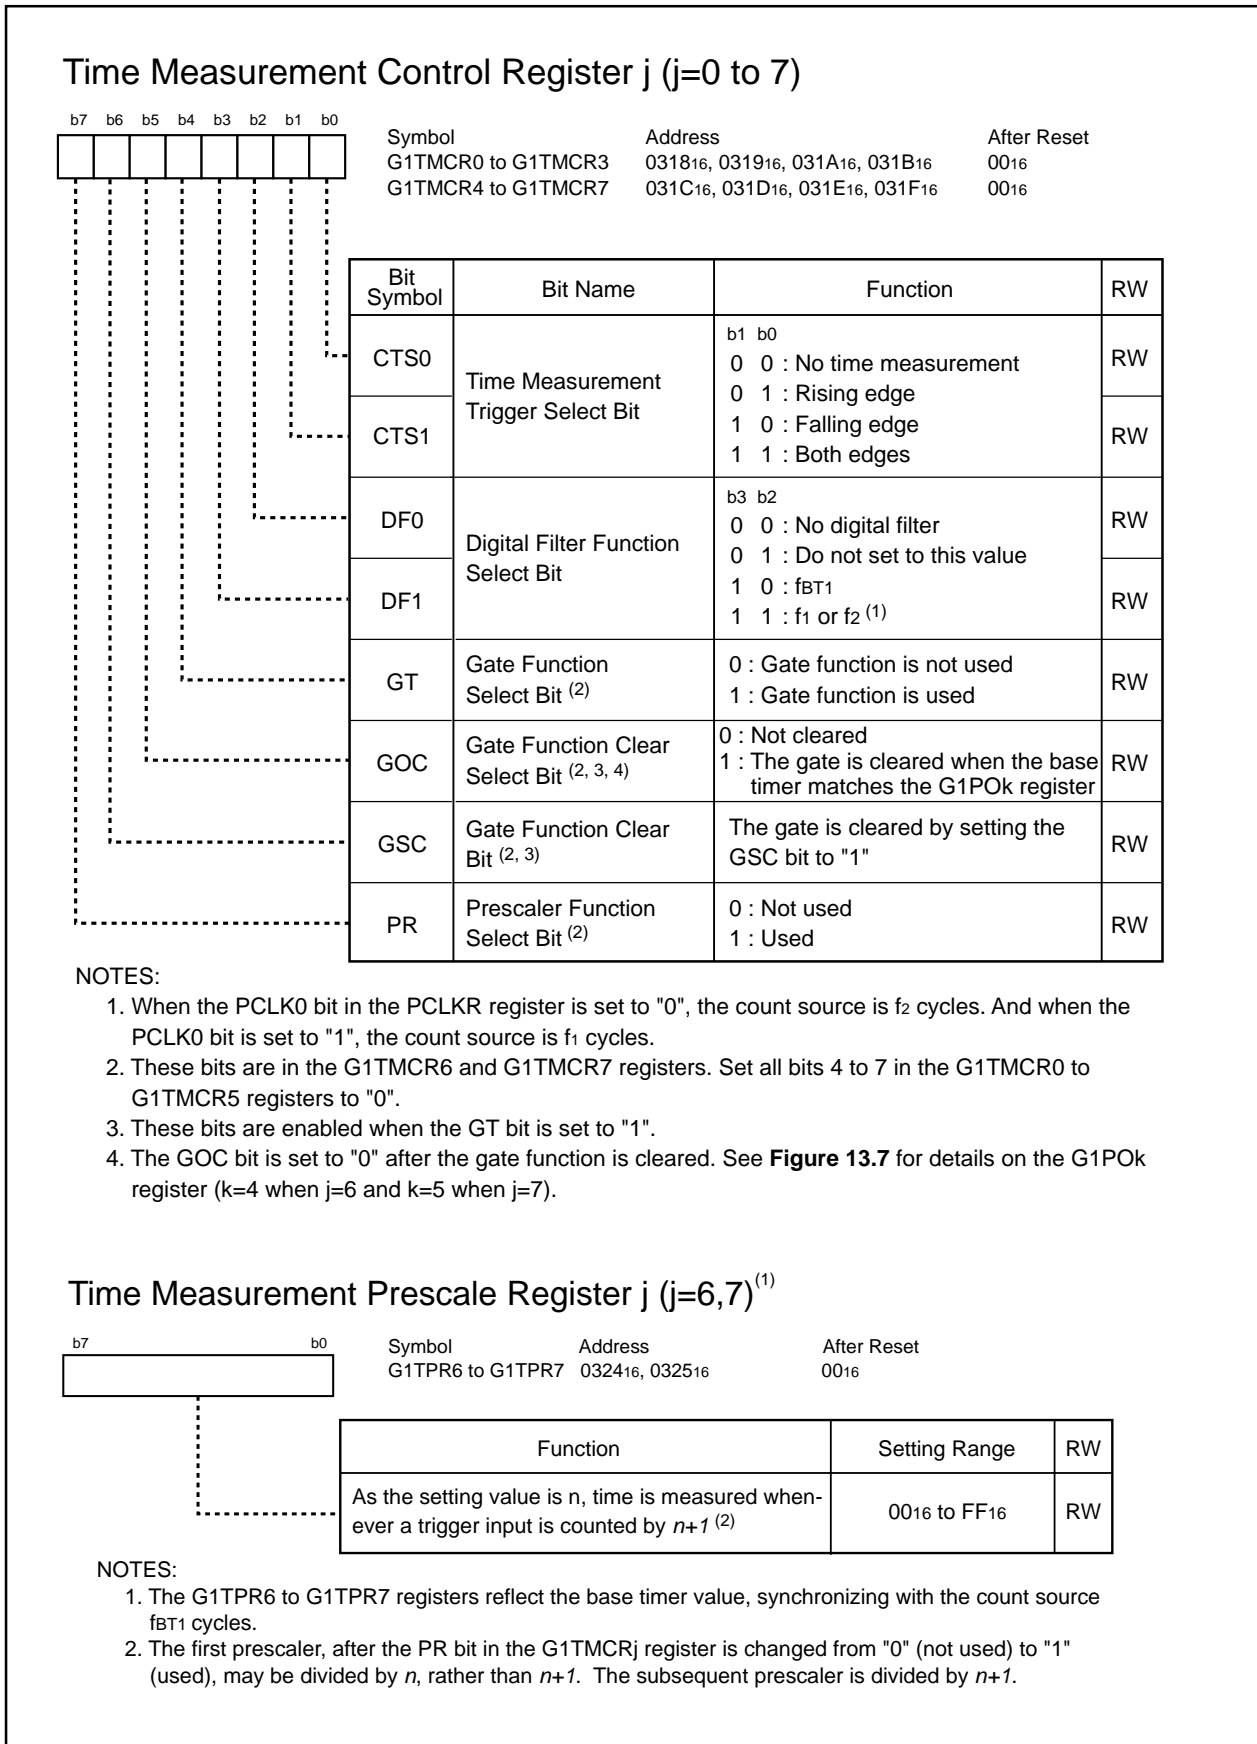 Time Measurement Control Register j (j=0 to 7)
b7 b6 b5 b4 b3 b2 b1 b0
Symbol Address After Reset
G1TMCR0 to G1TMCR3 031816, 031916, 031A16, 031B16 0016
G1TMCR4 to G1TMCR7 031C16, 031D16, 031E16, 031F16 0016
Bit Symbol Bit Name Function RW
CTS0 RW
CTS1 RW
Time Measurement
Trigger Select Bit
b1 b0
0 0 : No time measurement
0 1 : Rising edge
1 0 : Falling edge
1 1 : Both edges
DF0 RW
DF1 RW
Digital Filter Function
Select Bit
b3 b2
0 0 : No digital filter
0 1 : Do not set to this value
1 0 : fBT1
1 1 : f1 or f2 (1)
GT
Gate Function
Select Bit (2)
0 : Gate function is not used
1 : Gate function is used
RW
GOC
Gate Function Clear
Select Bit (2, 3, 4)
0 : Not cleared
1 : The gate is cleared when the base
timer matches the G1POk register
RW
GSC
Gate Function Clear
Bit (2, 3)
The gate is cleared by setting the
GSC bit to "1"
RW
PR
Prescaler Function
Select Bit (2)
0 : Not used
1 : Used
RW
NOTES:
1. When the PCLK0 bit in the PCLKR register is set to "0", the count source is f2 cycles. And when the
PCLK0 bit is set to "1", the count source is f1 cycles.
2. These bits are in the G1TMCR6 and G1TMCR7 registers. Set all bits 4 to 7 in the G1TMCR0 to
G1TMCR5 registers to "0".
3. These bits are enabled when the GT bit is set to "1".
4. The GOC bit is set to "0" after the gate function is cleared. See Figure 13.7 for details on the G1POk
register (k=4 when j=6 and k=5 when j=7).
Time Measurement Prescale Register j (j=6,7)(1)
b7 b0
Symbol Address After Reset
G1TPR6 to G1TPR7 032416, 032516 0016
Function Setting Range RW
As the setting value is n, time is measured when-
ever a trigger input is counted by n+1 (2)
0016 to FF16 RW
NOTES:
1. The G1TPR6 to G1TPR7 registers reflect the base timer value, synchronizing with the count source
fBT1 cycles.
2. The first prescaler, after the PR bit in the G1TMCRj register is changed from "0" (not used) to "1"
(used), may be divided by n, rather than n+1. The subsequent prescaler is divided by n+1.